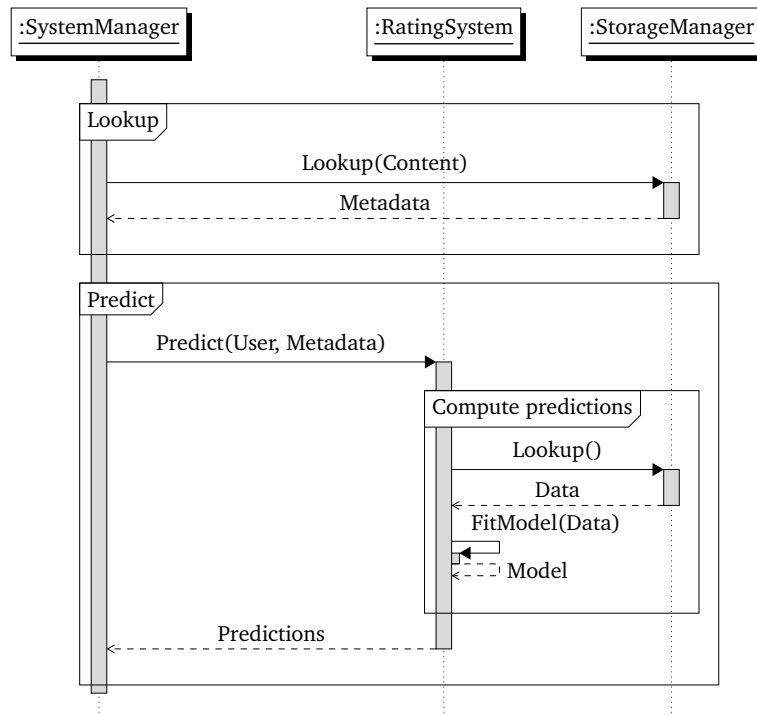 :SystemManager
:RatingSystem
:StorageManager
Lookup
Lookup(Content)
Metadata
Predict
Predict(User, Metadata)
Compute predictions
Lookup()
Data
FitModel(Data)
Model
Predictions